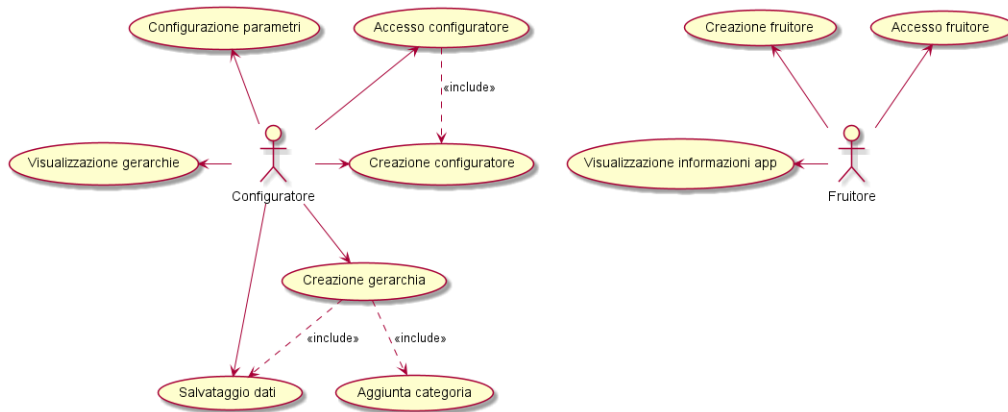 Configurazione parametri
Accesso configuratore
Creazione fruitore
Accesso fruitore
«include»
Visualizzazione gerarchie
Creazione configuratore
Visualizzazione informazioni app
Configuratore
Fruitore
Creazione gerarchia
«include»
«include»
Salvataggio dati
Aggiunta categoria